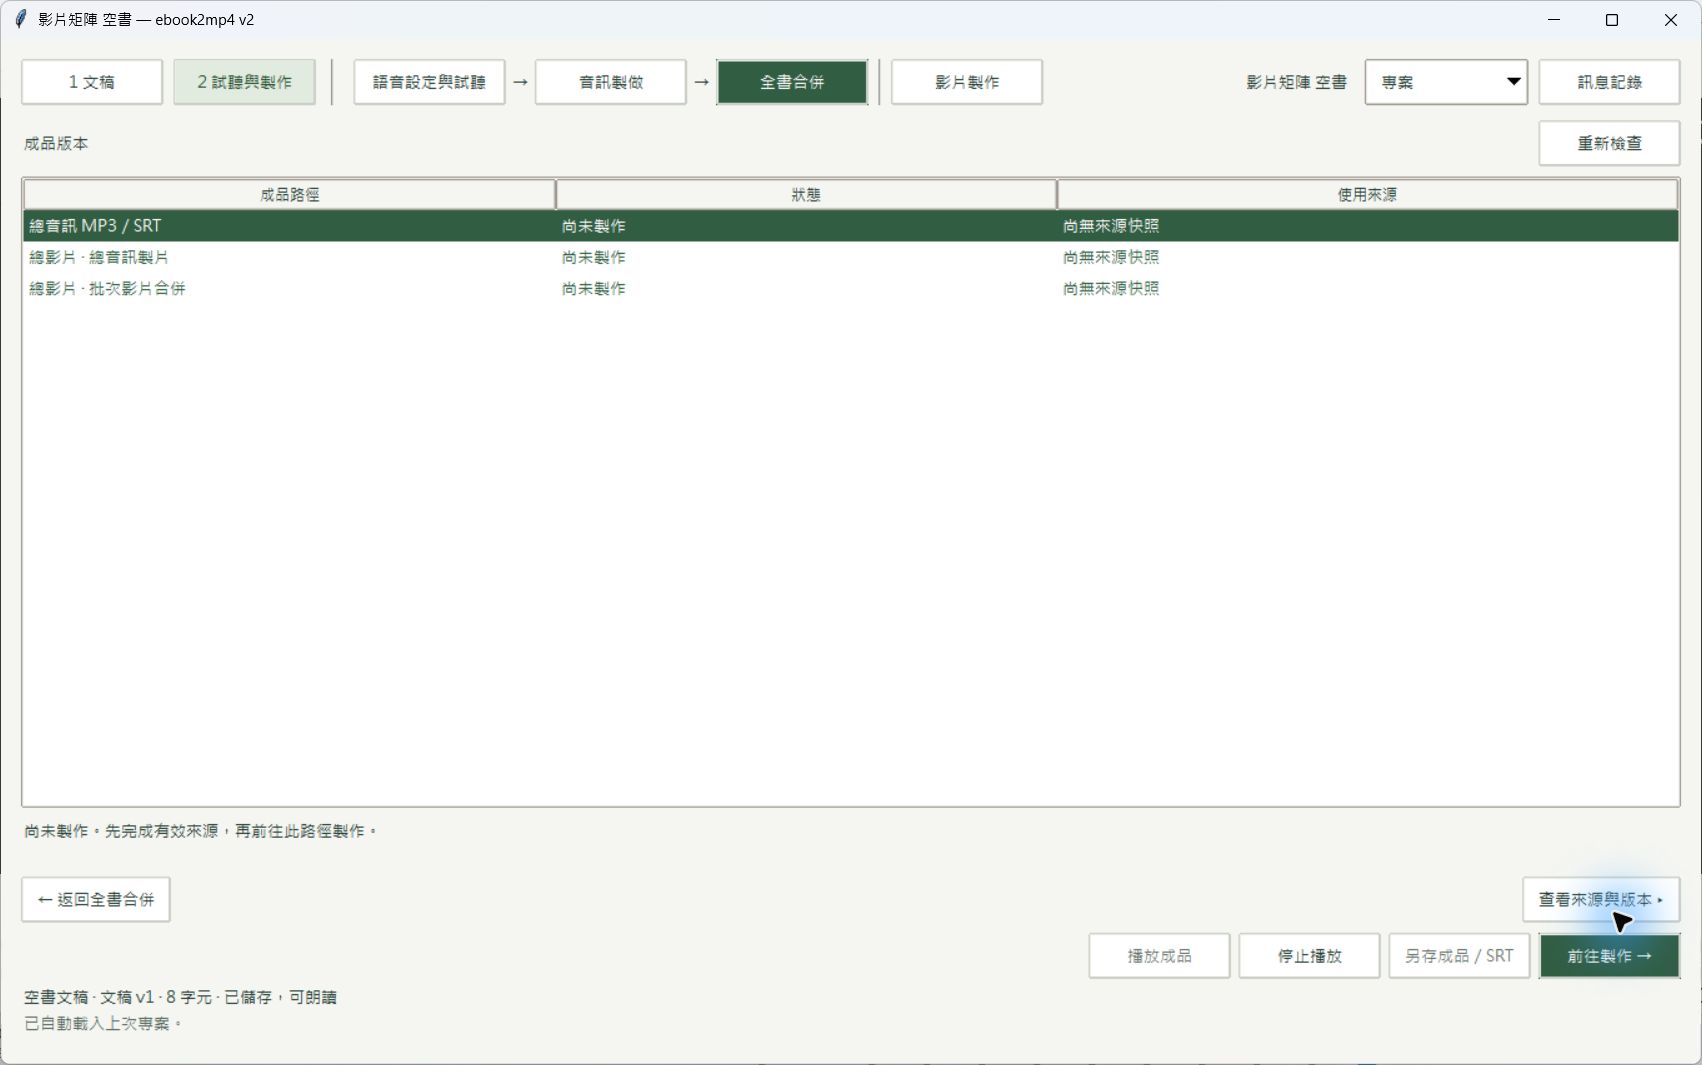 影片矩陣 空書 — ebook2mp4 v2
1 文稿
2 試聽與製作
語音設定與試聽
→
音訊製做
→
全書合併
影片製作
影片矩陣 空書
專案
訊息記錄
成品版本
重新檢查
成品路徑 狀態 使用來源
總音訊 MP3 / SRT 尚未製作 尚無來源快照
總影片 · 總音訊製片 尚未製作 尚無來源快照
總影片 · 批次影片合併 尚未製作 尚無來源快照
尚未製作。先完成有效來源，再前往此路徑製作。
← 返回全書合併
查看來源與版本 ▸
播放成品
停止播放
另存成品 / SRT
前往製作 →
空書文稿 · 文稿 v1 · 8 字元 · 已儲存，可朗讀
已自動載入上次專案。